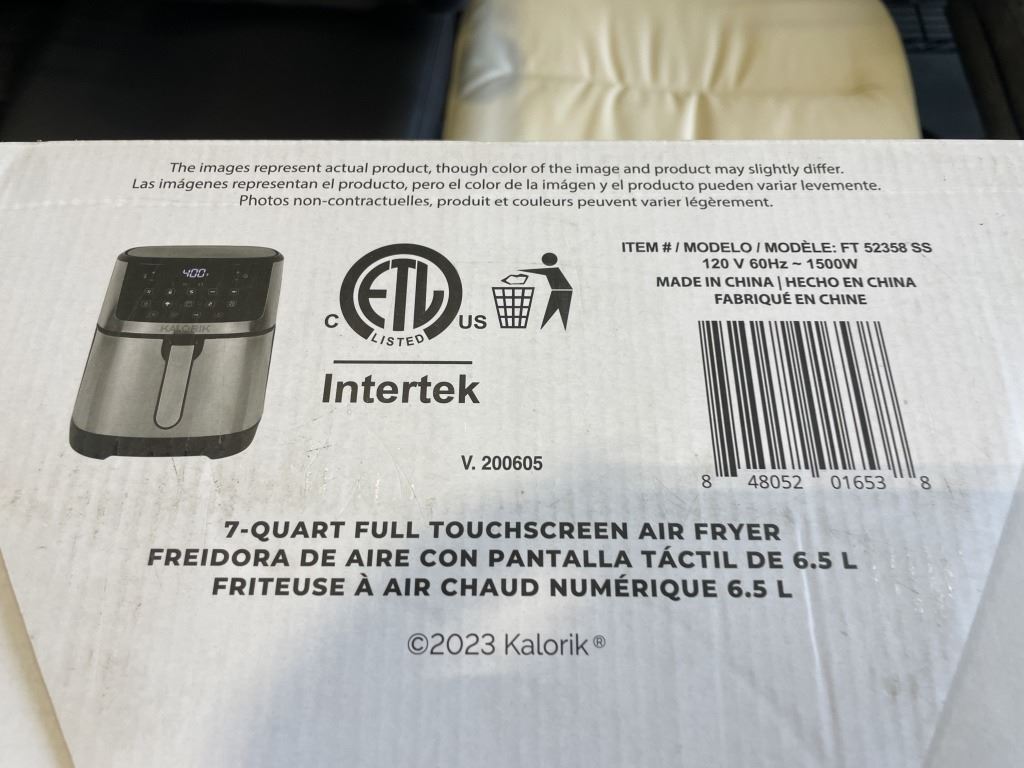 The images represent actual product, though color of the image and product may slightly differ.
Las imágenes representan el producto, pero el color de la imágen y el producto pueden variar levemente.
Photos non-contractuelles, produit et couleurs peuvent varier légèrement.
400
KALORIK
ETL
C US
LISTED
Intertek
ITEM # / MODELO / MODÈLE: FT 52358 SS
120 V 60Hz ~ 1500W
MADE IN CHINA | HECHO EN CHINA
FABRIQUÉ EN CHINE
8 48052 01653 8
V. 200605
7-QUART FULL TOUCHSCREEN AIR FRYER
FREIDORA DE AIRE CON PANTALLA TÁCTIL DE 6.5 L
FRITEUSE À AIR CHAUD NUMÉRIQUE 6.5 L
©2023 Kalorik®